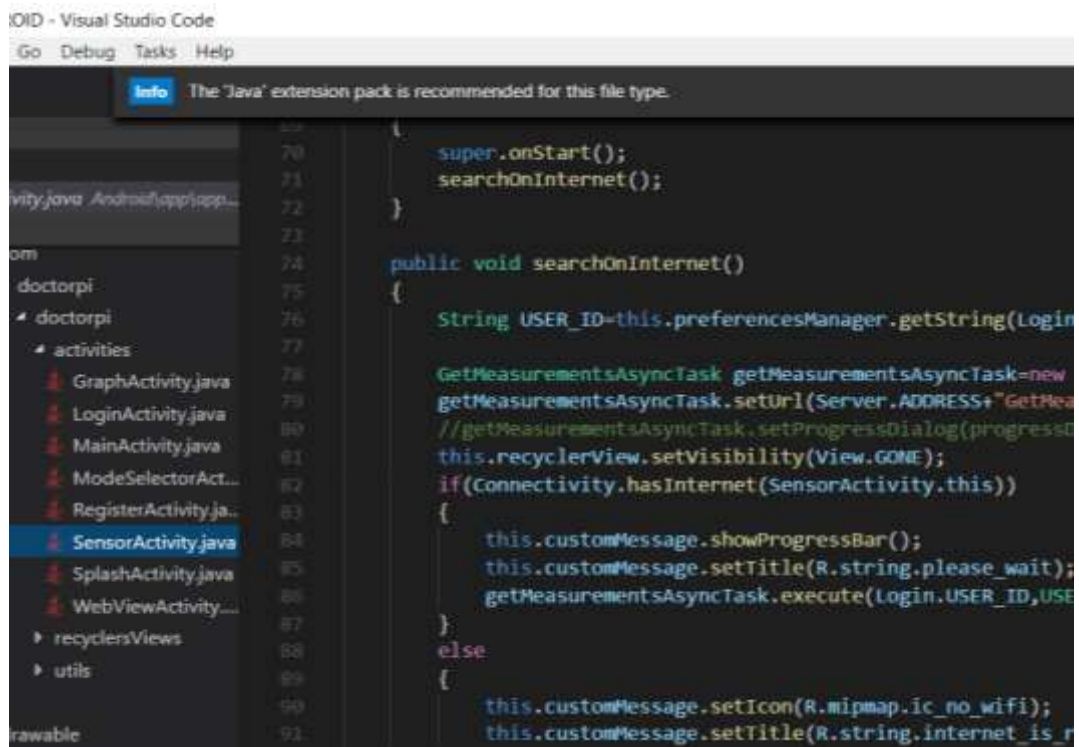 OID - Visual Studio Code
Go Debug Tasks Help
Info The 'Java' extension pack is recommended for this file type.
{
70 super.onStart();
71 searchOnInternet();
72 }
73
74 public void searchOnInternet()
75 {
76 String USER_ID=this.preferencesManager.getString(Login
77
78 GetMeasurementsAsyncTask getMeasurementsAsyncTask=new
79 getMeasurementsAsyncTask.setUrl(Server.ADDRESS+"GetMea
80 //getMeasurementsAsyncTask.setProgressDialog(progressD
81 this.recyclerView.setVisibility(View.GONE);
82 if(Connectivity.hasInternet(SensorActivity.this))
83 {
84 this.customMessage.showProgressBar();
85 this.customMessage.setTitle(R.string.please_wait);
86 getMeasurementsAsyncTask.execute(Login.USER_ID,USE
87 }
88 else
89 {
90 this.customMessage.setIcon(R.mipmap.ic_no_wifi);
91 this.customMessage.setTitle(R.string.internet_is_r
ivity.java Android\app\app...
om
doctorpi
doctorpi
activities
GraphActivity.java
LoginActivity.java
MainActivity.java
ModeSelectorAct...
RegisterActivity.ja...
SensorActivity.java
SplashActivity.java
WebViewActivity....
recyclersViews
utils
rawable